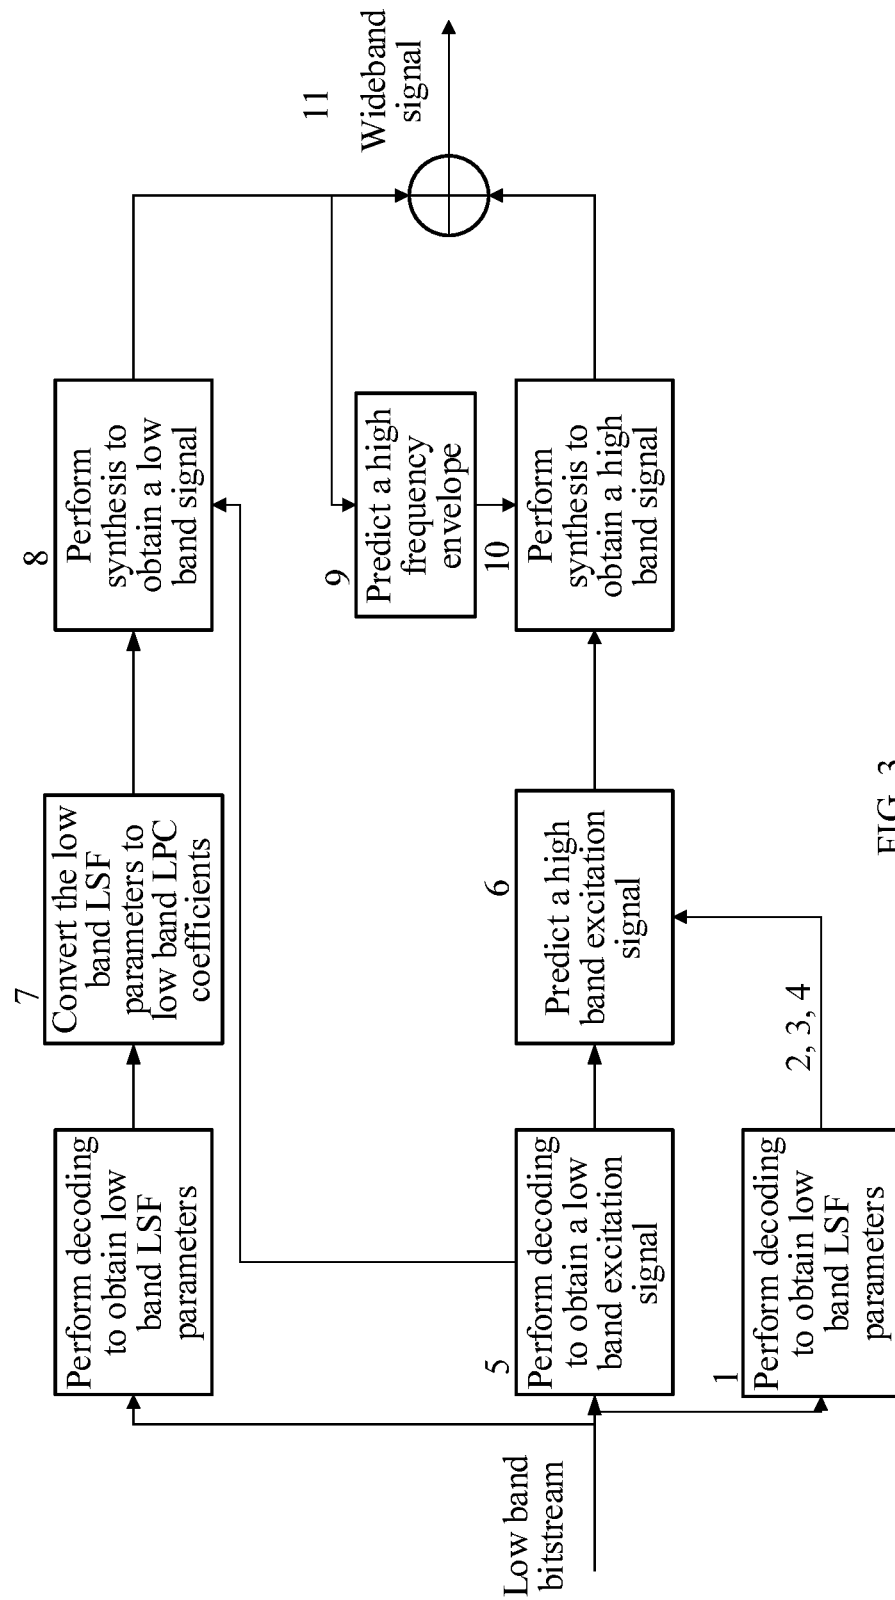 Low band
bitstream
Perform decoding
to obtain low
band LSF
parameters
7
Convert the low
band LSF
parameters to
low band LPC
coefficients
8
Perform
synthesis to
obtain a low
band signal
5
Perform decoding
to obtain a low
band excitation
signal
6
Predict a high
band excitation
signal
9
Predict a high
frequency
envelope
10
Perform
synthesis to
obtain a high
band signal
11
Wideband
signal
1
Perform decoding
to obtain low
band LSF
parameters
2, 3, 4
FIG. 3